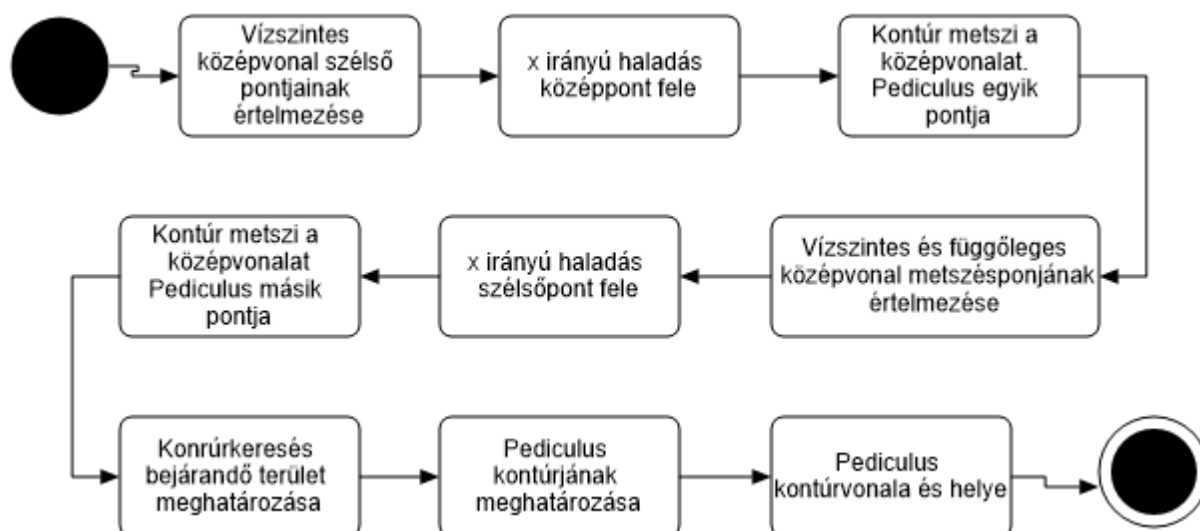 Vízszintes
középvonal szélső
pontjainak
értelmezése
x irányú haladás
középpont fele
Kontúr metszi a
középvonalat.
Pediculus egyik
pontja
Vízszintes és függőleges
középvonal metszésponjának
értelmezése
x irányú haladás
szélsőpont fele
Kontúr metszi a
középvonalat
Pediculus másik
pontja
Konrúrkeresés
bejárandő terület
meghatározása
Pediculus
kontúrjának
meghatározása
Pediculus
kontúrvonala és helye